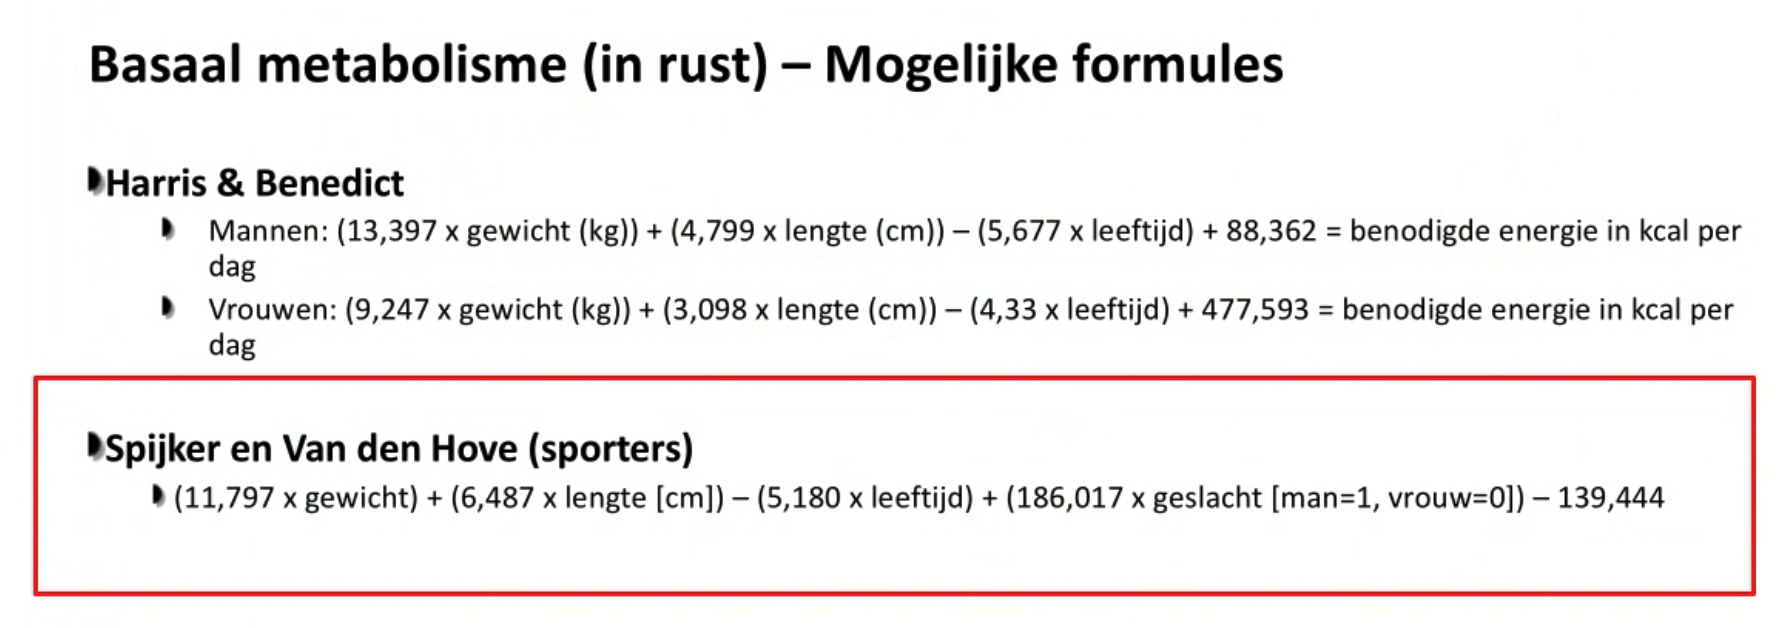 Basaal metabolisme (in rust) – Mogelijke formules
Harris & Benedict
Mannen: (13,397 x gewicht (kg)) + (4,799 x lengte (cm)) – (5,677 x leeftijd) + 88,362 = benodigde energie in kcal per
dag
Vrouwen: (9,247 x gewicht (kg)) + (3,098 x lengte (cm)) – (4,33 x leeftijd) + 477,593 = benodigde energie in kcal per
dag
Spijker en Van den Hove (sporters)
(11,797 x gewicht) + (6,487 x lengte [cm]) – (5,180 x leeftijd) + (186,017 x geslacht [man=1, vrouw=0]) – 139,444